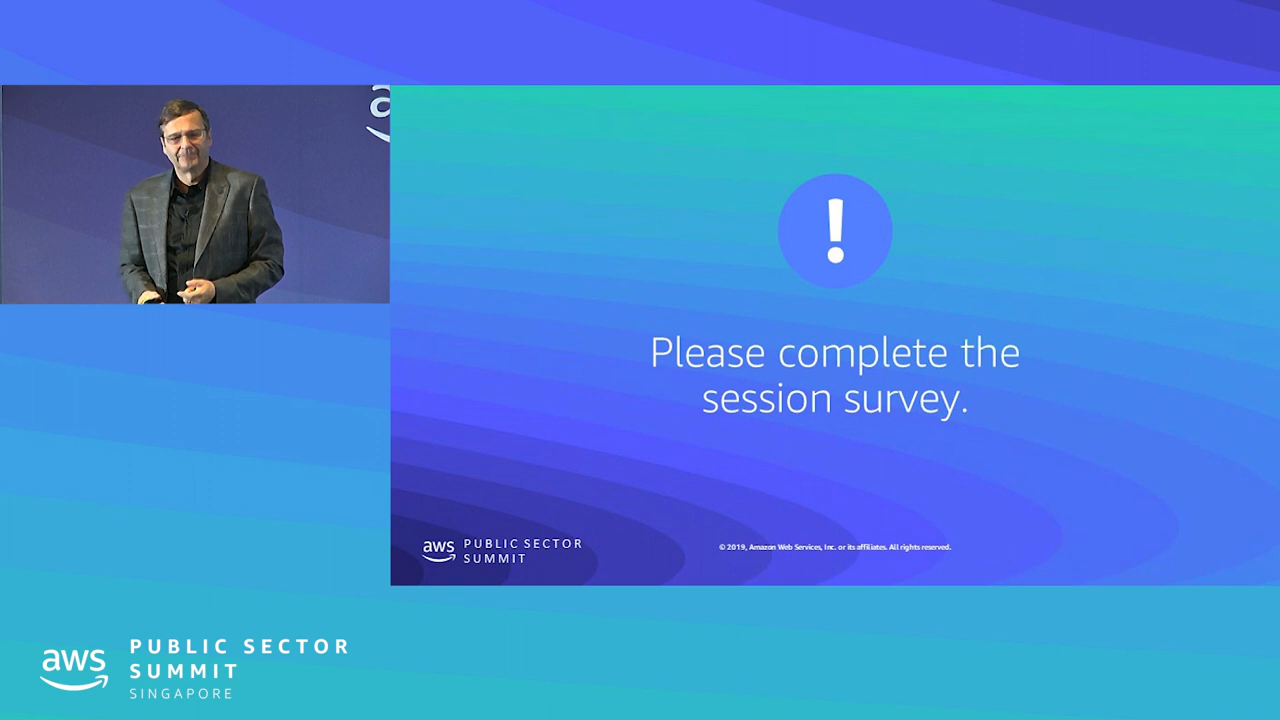 a
!
Please complete the
session survey.
aws
PUBLIC SECTOR
SUMMIT
© 2019, Amazon Web Services, Inc. or its affiliates. All rights reserved.
aws
PUBLIC SECTOR
SUMMIT
SINGAPORE